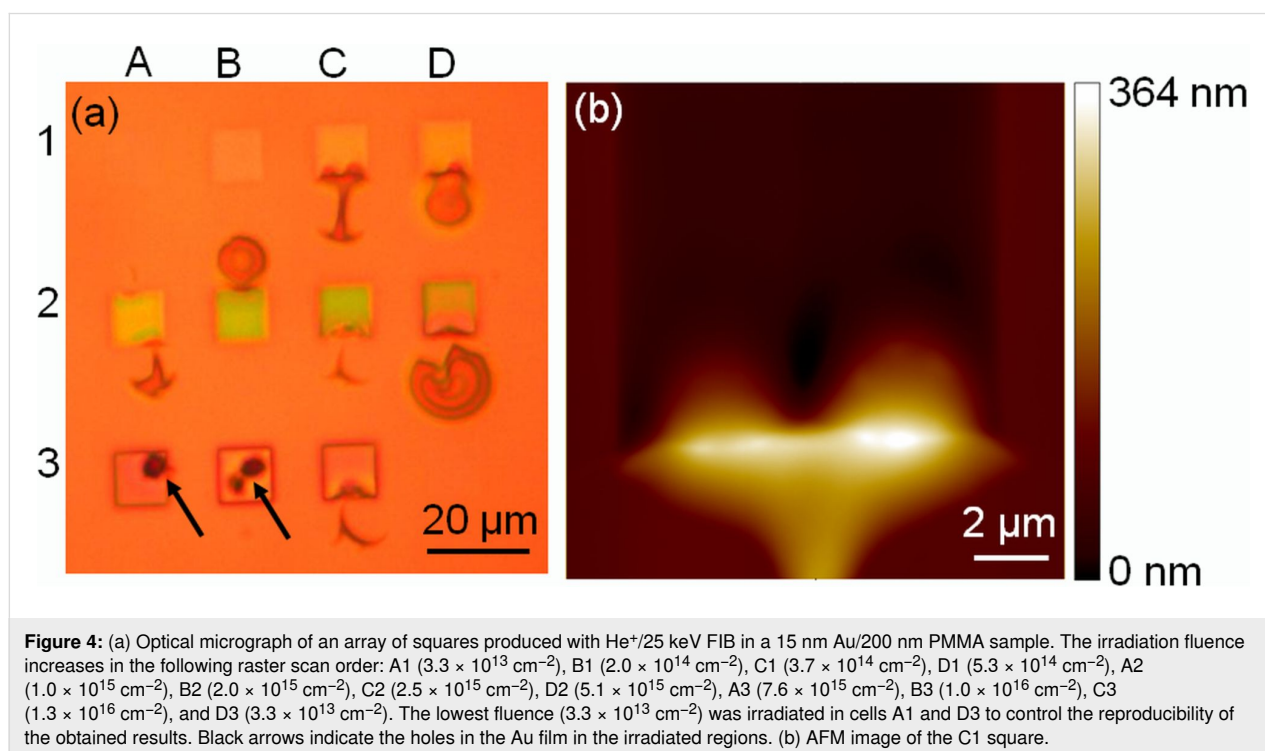 A B C D
(a)
(b)
364 nm
1
2
3
20 µm
2 µm
0 nm
Figure 4: (a) Optical micrograph of an array of squares produced with He⁺/25 keV FIB in a 15 nm Au/200 nm PMMA sample. The irradiation fluence
increases in the following raster scan order: A1 (3.3 × 10¹³ cm⁻²), B1 (2.0 × 10¹⁴ cm⁻²), C1 (3.7 × 10¹⁴ cm⁻²), D1 (5.3 × 10¹⁴ cm⁻²), A2
(1.0 × 10¹⁵ cm⁻²), B2 (2.0 × 10¹⁵ cm⁻²), C2 (2.5 × 10¹⁵ cm⁻²), D2 (5.1 × 10¹⁵ cm⁻²), A3 (7.6 × 10¹⁵ cm⁻²), B3 (1.0 × 10¹⁶ cm⁻²), C3
(1.3 × 10¹⁶ cm⁻²), and D3 (3.3 × 10¹³ cm⁻²). The lowest fluence (3.3 × 10¹³ cm⁻²) was irradiated in cells A1 and D3 to control the reproducibility of
the obtained results. Black arrows indicate the holes in the Au film in the irradiated regions. (b) AFM image of the C1 square.